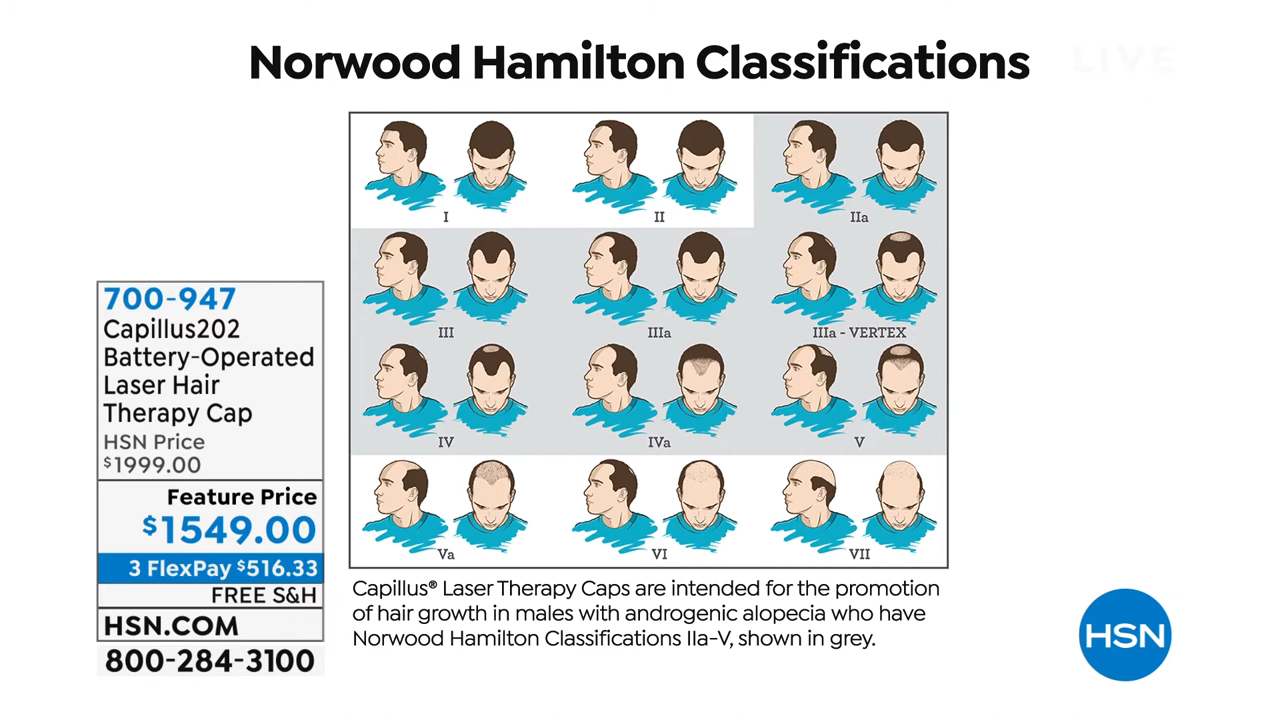 Norwood Hamilton Classifications
LIVE
I
II
IIa
III
IIIa
IIIa - VERTEX
IV
IVa
V
Va
VI
VII
Capillus® Laser Therapy Caps are intended for the promotion
of hair growth in males with androgenic alopecia who have
Norwood Hamilton Classifications IIa-V, shown in grey.
700-947
Capillus202
Battery-Operated
Laser Hair
Therapy Cap
HSN Price
$1999.00
Feature Price
$1549.00
3 FlexPay $516.33
FREE S&H
HSN.COM
800-284-3100
HSN